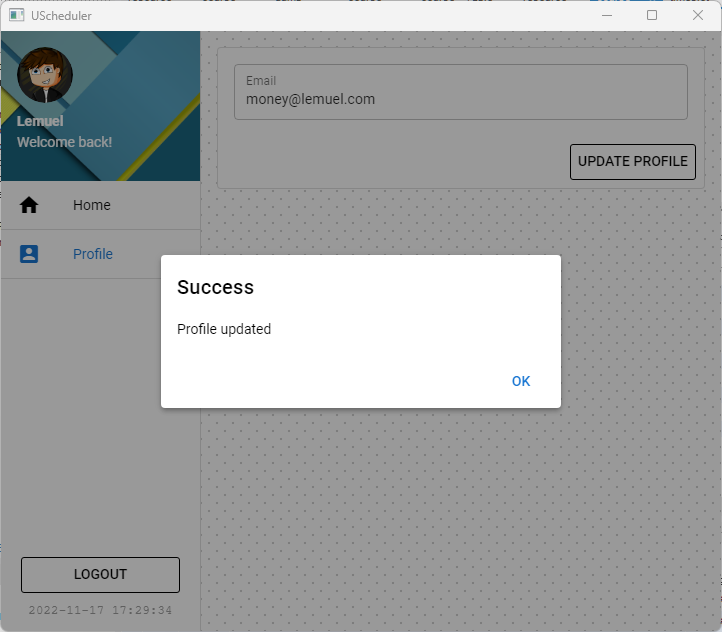 UScheduler
Lemuel
Welcome back!
Home
Profile
LOGOUT
2022-11-17 17:29:34
Email
money@lemuel.com
UPDATE PROFILE
Success
Profile updated
OK